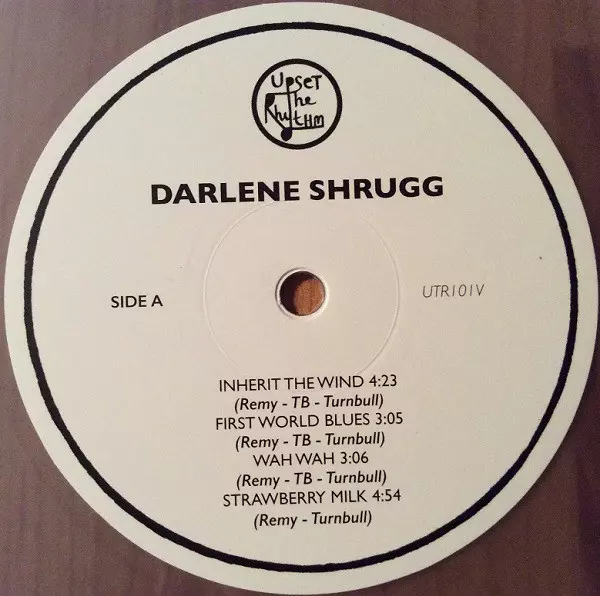 UPSET
The
RhytHM
DARLENE SHRUGG
SIDE A
UTR101V
INHERIT THE WIND 4:23
(Remy - TB - Turnbull)
FIRST WORLD BLUES 3:05
(Remy - TB - Turnbull)
WAH WAH 3:06
(Remy - TB - Turnbull)
STRAWBERRY MILK 4:54
(Remy - Turnbull)